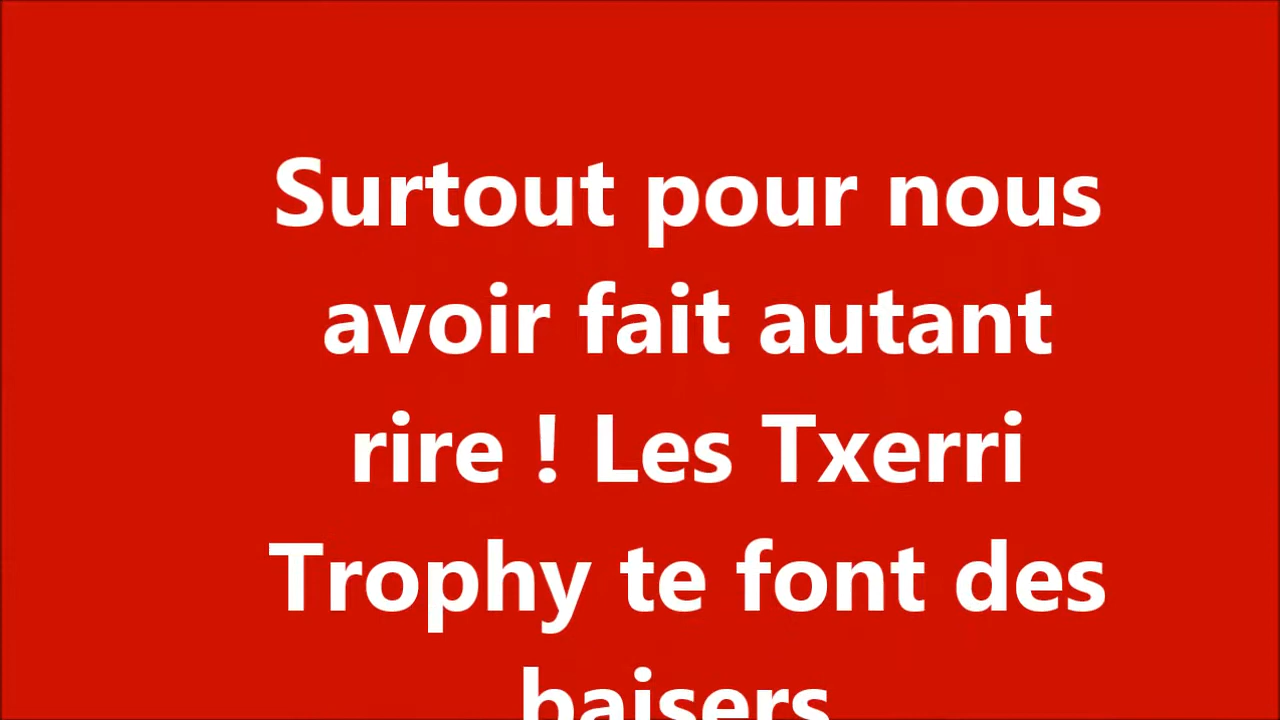 Surtout pour nous
avoir fait autant
rire ! Les Txerri
Trophy te font des
baisers